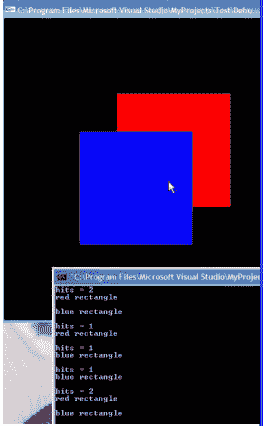 C:\Program Files\Microsoft Visual Studio\MyProjects\Test\Debu
C:\Program Files\Microsoft Visual Studio\MyProjec
hits = 2
red rectangle
blue rectangle
hits = 1
red rectangle
hits = 1
blue rectangle
hits = 1
blue rectangle
hits = 2
red rectangle
blue rectangle